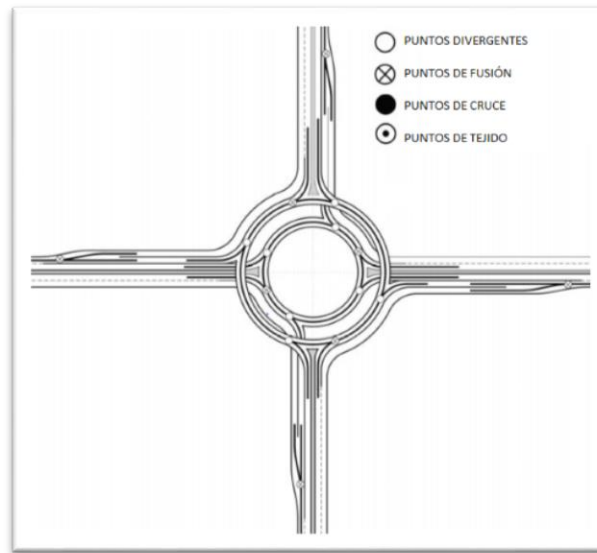 PUNTOS DIVERGENTES
PUNTOS DE FUSIÓN
PUNTOS DE CRUCE
PUNTOS DE TEJIDO